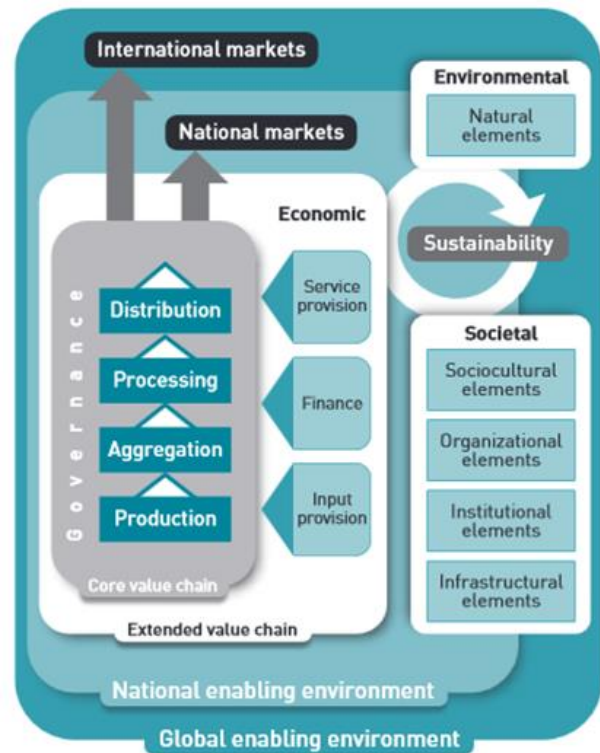 International markets
National markets
Environmental
Natural
elements
Sustainability
Economic
Governance
Distribution
Processing
Aggregation
Production
Core value chain
Service
provision
Finance
Input
provision
Extended value chain
Societal
Sociocultural
elements
Organizational
elements
Institutional
elements
Infrastructural
elements
National enabling environment
Global enabling environment